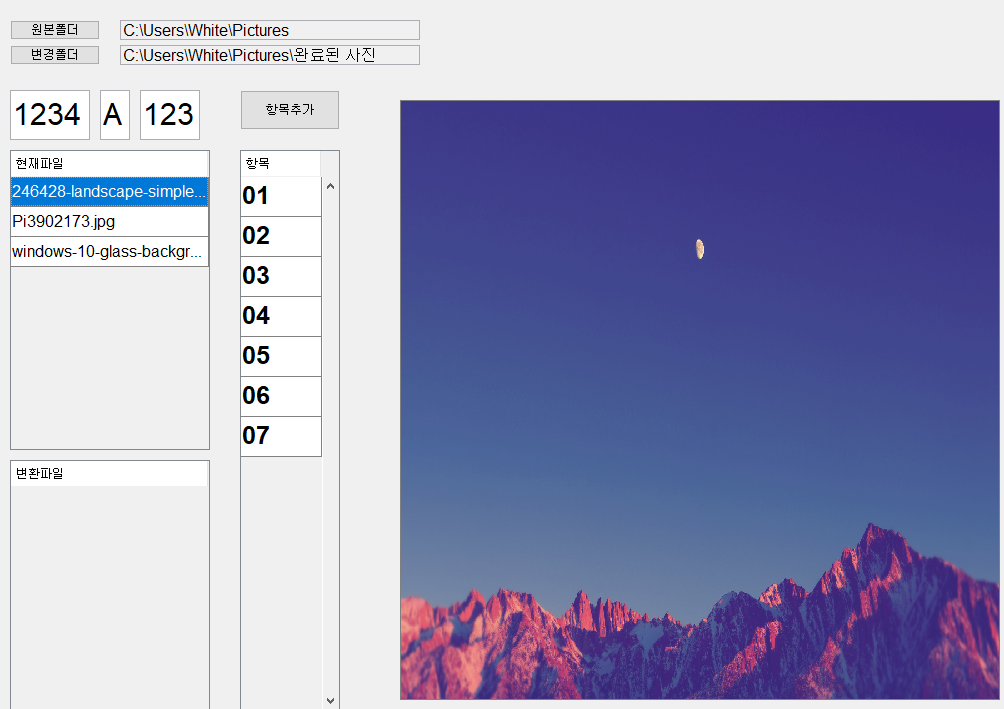 원본폴더 C:\Users\White\Pictures
변경폴더 C:\Users\White\Pictures\완료된 사진
1234 A 123 항목추가
현재파일
246428-landscape-simple...
Pi3902173.jpg
windows-10-glass-backgr...
변환파일
항목
01
02
03
04
05
06
07